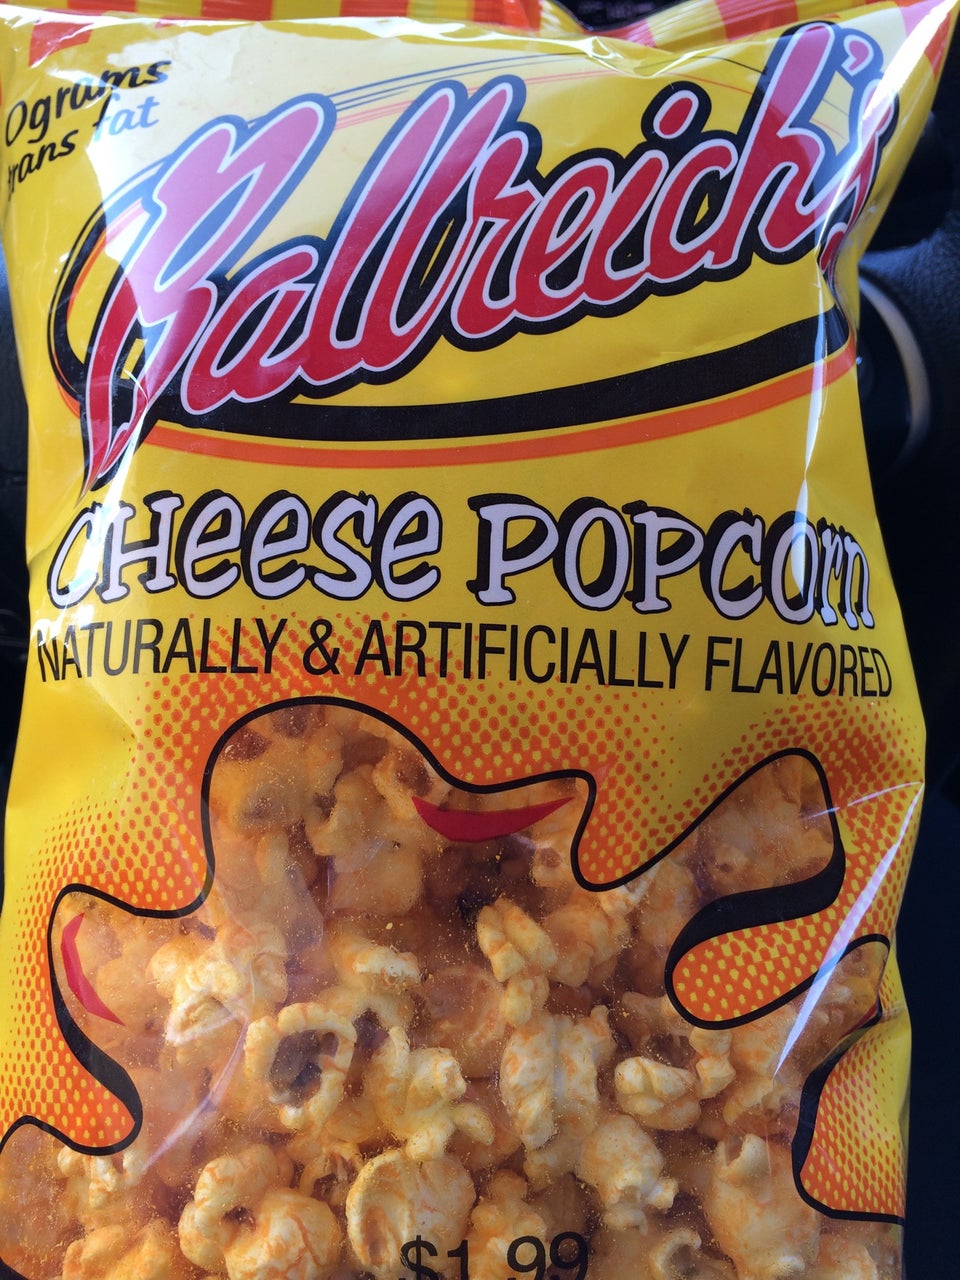 0grams
trans fat
Ballreich's
CHeese POPCOrn
NATURALLY & ARTIFICIALLY FLAVORED
$1.99